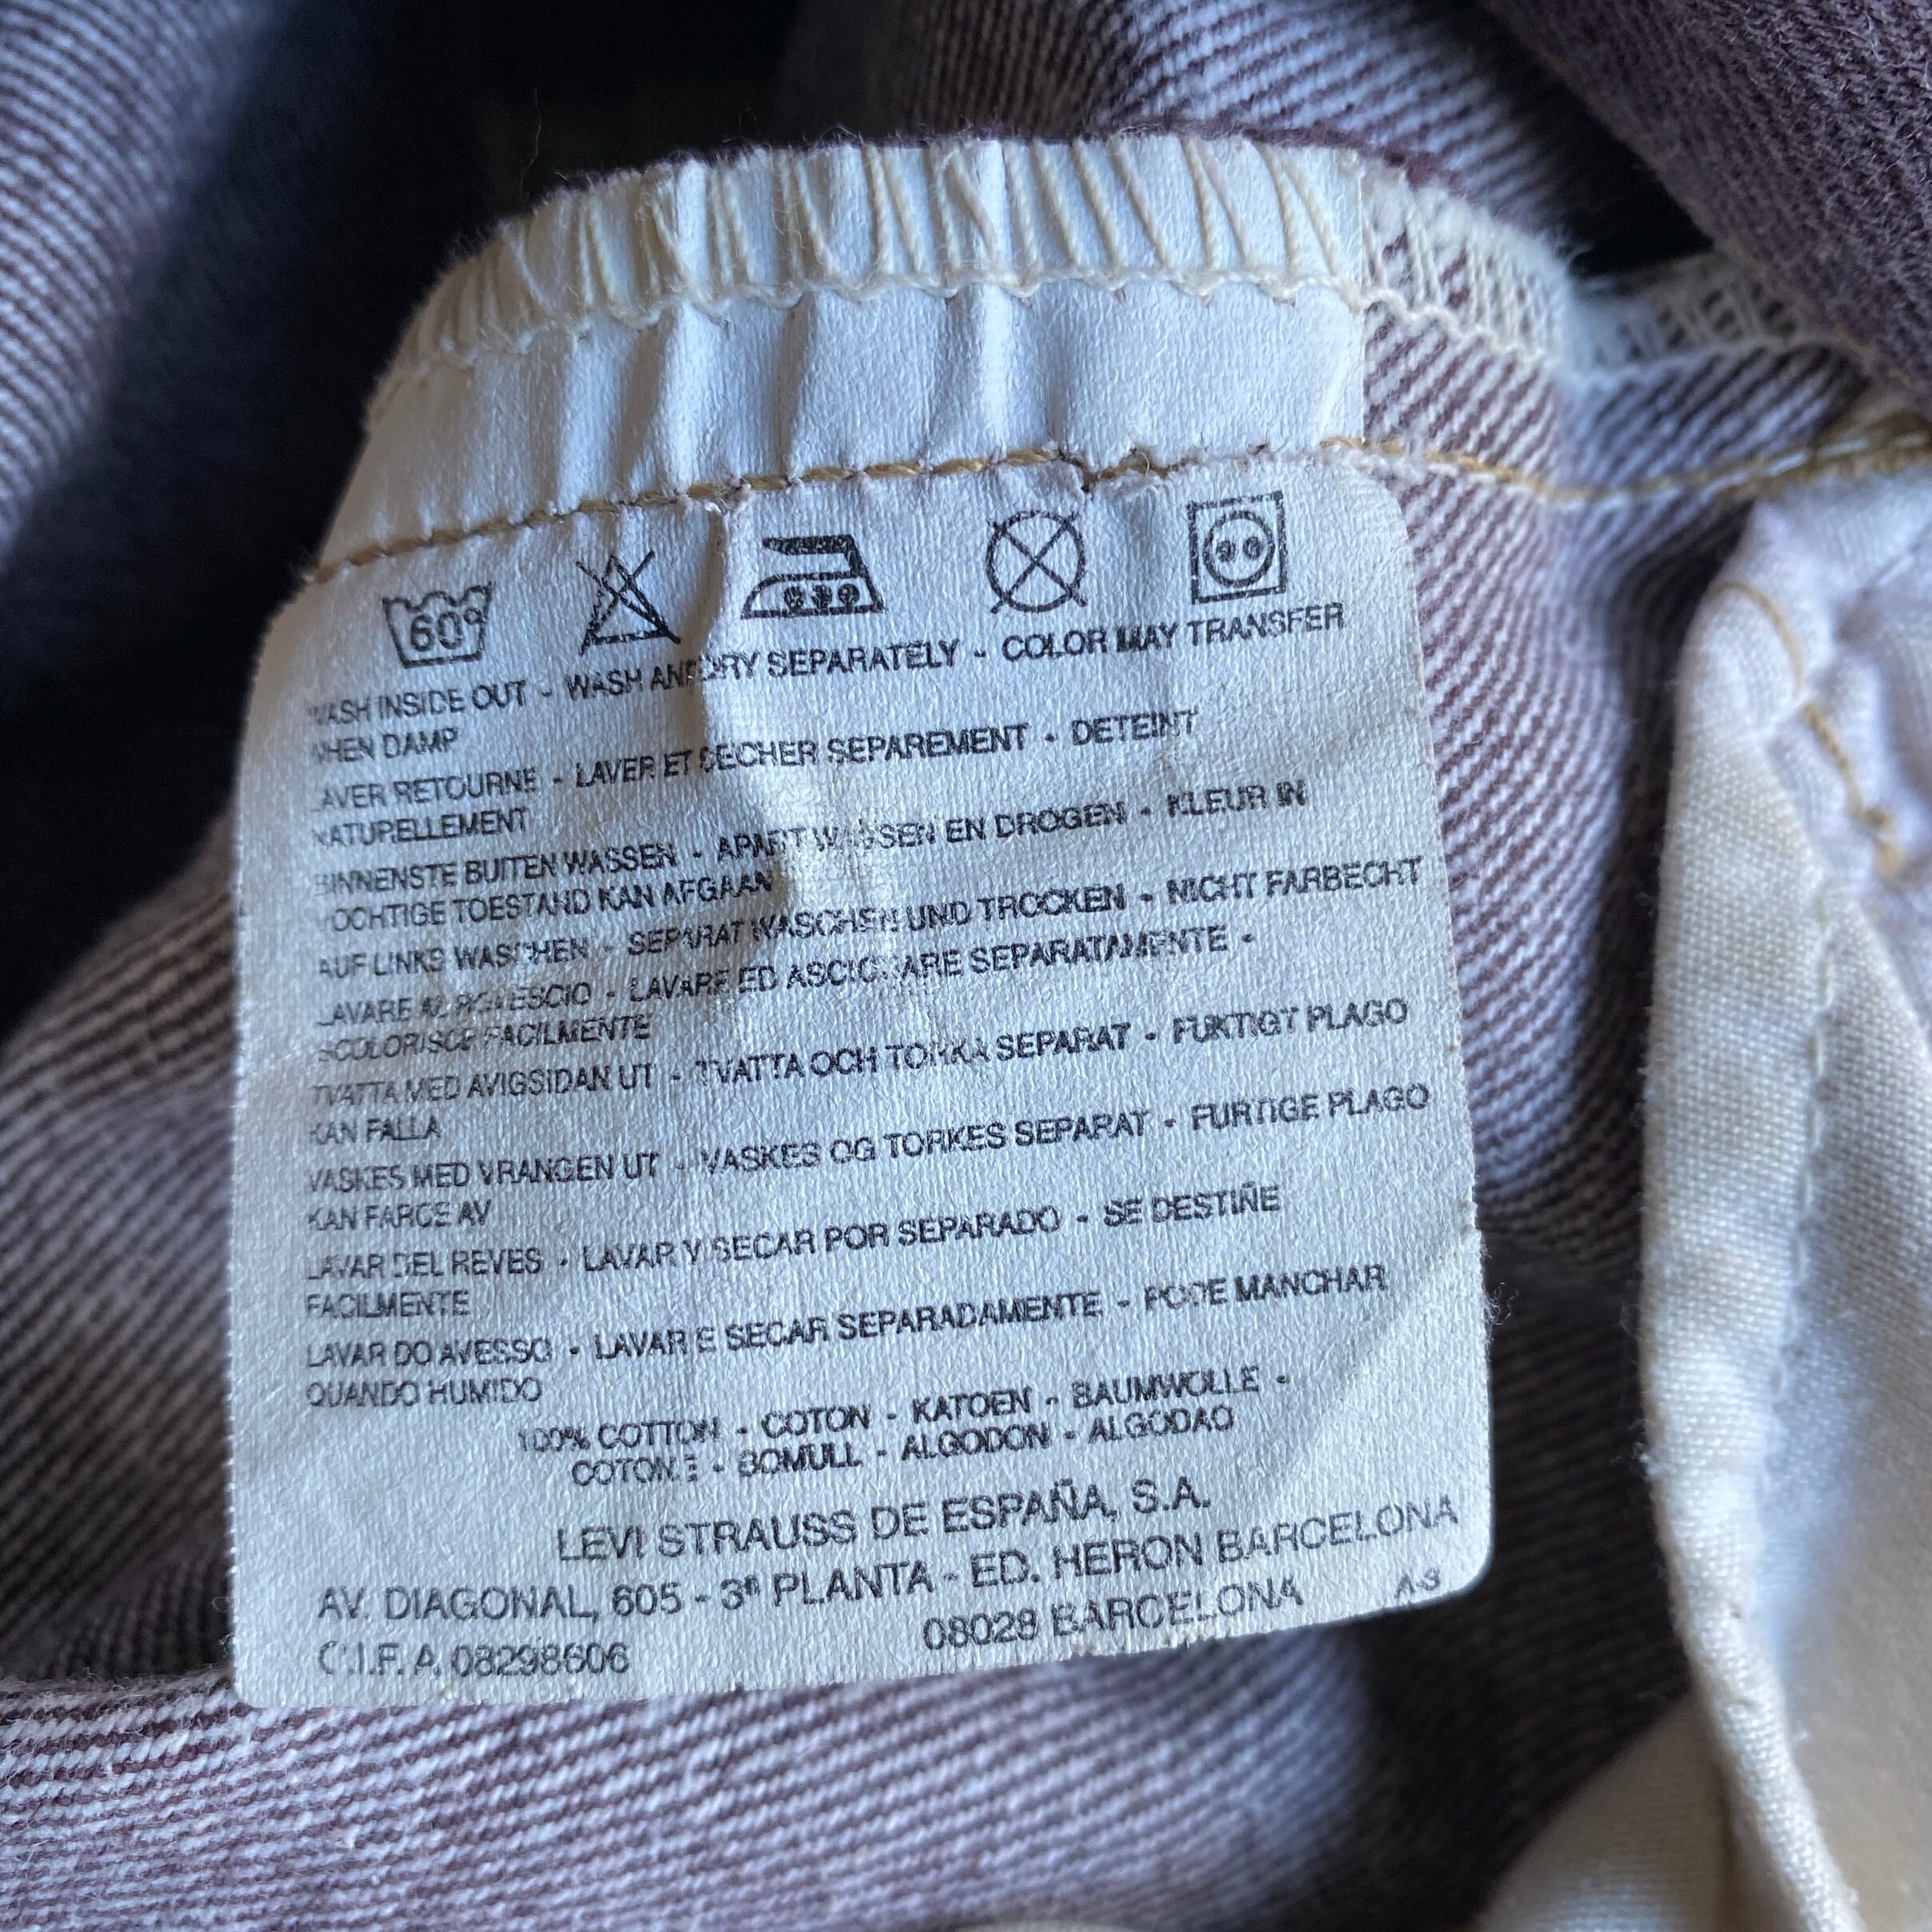 60°
WASH INSIDE OUT - WASH AND DRY SEPARATELY - COLOR MAY TRANSFER
WHEN DAMP
LAVER RETOURNE - LAVER ET SECHER SEPAREMENT - DETEINT
NATURELLEMENT
BINNENSTE BUITEN WASSEN - APART WASSEN EN DROGEN - KLEUR IN
VOCHTIGE TOESTAND KAN AFGAAN
AUF LINKS WASCHEN - SEPARAT WASCHEN UND TROCKEN - NICHT FARBECHT
LAVARE AL ROVESCIO - LAVARE ED ASCIUGARE SEPARATAMENTE -
SCOLORISCE FACILMENTE
TVATTA MED AVIGSIDAN UT - TVATTA OCH TORKA SEPARAT - FUKTIGT PLAGG
KAN FALLA
VASKES MED VRANGEN UT - VASKES OG TORKES SEPARAT - FURTIGE PLAGG
KAN FARGE AV
LAVAR DEL REVES - LAVAR Y SECAR POR SEPARADO - SE DESTIÑE
FACILMENTE
LAVAR DO AVESSO - LAVAR E SECAR SEPARADAMENTE - PODE MANCHAR
QUANDO HUMIDO
100% COTTON - COTON - KATOEN - BAUMWOLLE -
COTONE - BOMULL - ALGODON - ALGODAO
LEVI STRAUSS DE ESPAÑA, S.A.
AV. DIAGONAL, 605 - 3ª PLANTA - ED. HERON BARCELONA
C.I.F. A 08298606 08028 BARCELONA A-3